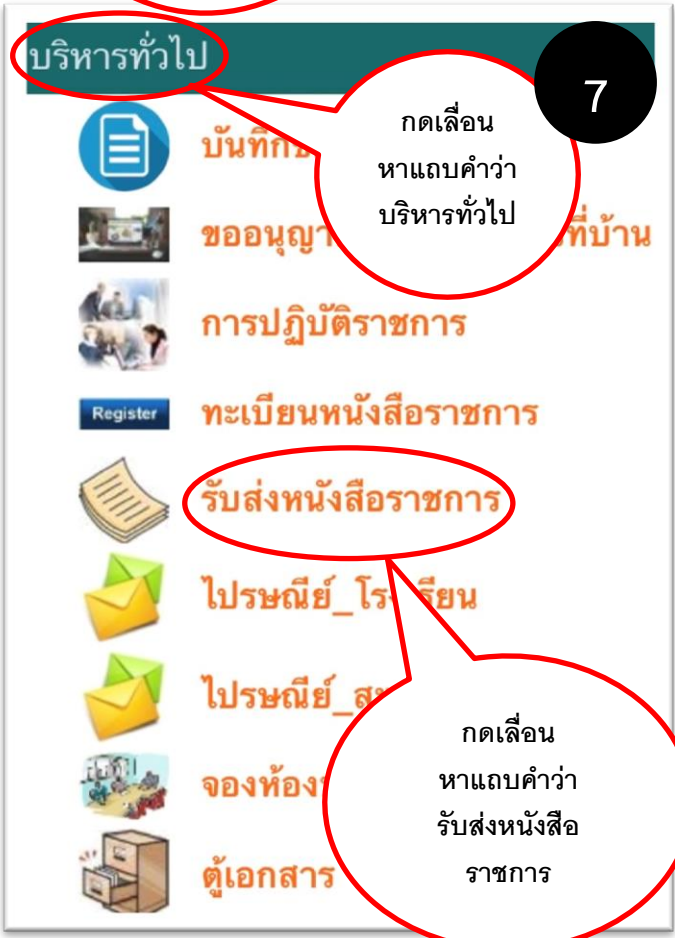 บริหารทั่วไป
7
กดเลื่อน
หาแถบคำว่า
บริหารทั่วไป
ขออนุญา ที่บ้าน
การปฏิบัติราชการ
Register
ทะเบียนหนังสือราชการ
รับส่งหนังสือราชการ
ไปรษณีย์_โรงเรียน
ไปรษณีย์_
จองห้อง
ตู้เอกสาร
กดเลื่อน
หาแถบคำว่า
รับส่งหนังสือ
ราชการ